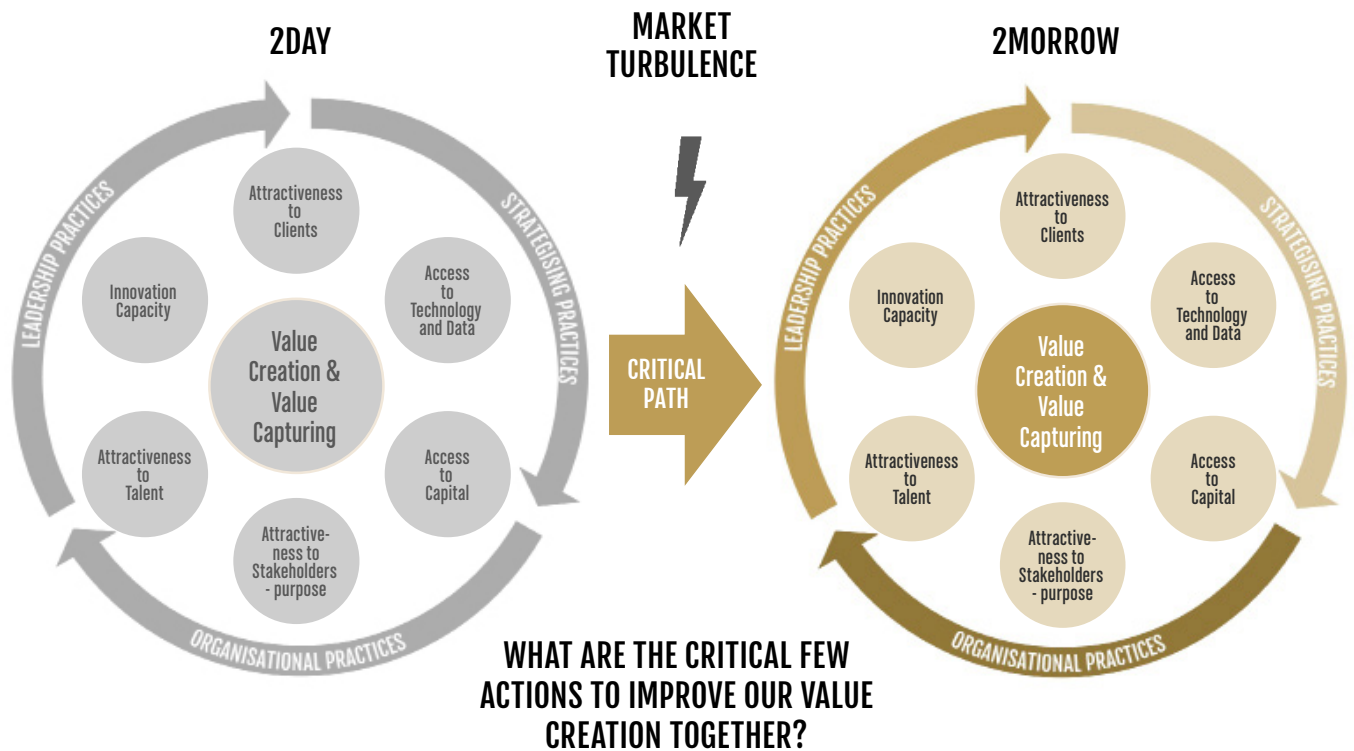 2DAY
LEADERSHIP PRACTICES
STRATEGISING PRACTICES
ORGANISATIONAL PRACTICES
Attractiveness
to
Clients
Innovation
Capacity
Access
to
Technology
and Data
Value
Creation &
Value
Capturing
Attractiveness
to
Talent
Access
to
Capital
Attractive-
ness to
Stakeholders
- purpose
MARKET
TURBULENCE
CRITICAL
PATH
2MORROW
LEADERSHIP PRACTICES
STRATEGISING PRACTICES
ORGANISATIONAL PRACTICES
Attractiveness
to
Clients
Innovation
Capacity
Access
to
Technology
and Data
Value
Creation &
Value
Capturing
Attractiveness
to
Talent
Access
to
Capital
Attractive-
ness to
Stakeholders
- purpose
WHAT ARE THE CRITICAL FEW
ACTIONS TO IMPROVE OUR VALUE
CREATION TOGETHER?